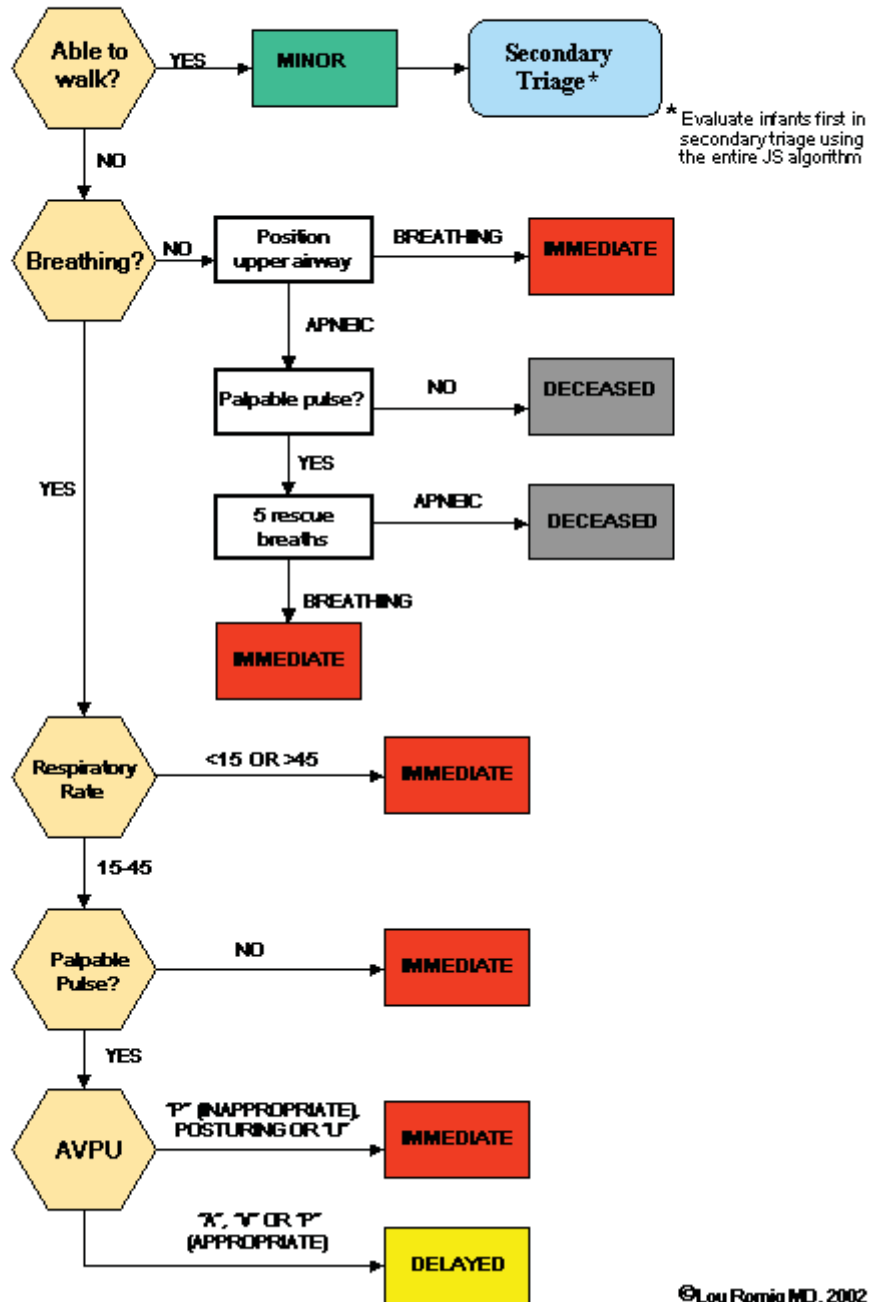 Able to
walk?
YES
MINOR
Secondary
Triage*
* Evaluate infants first in
secondary triage using
the entire JS algorithm
NO
Breathing?
NO
Position
upper airway
BREATHING
IMMEDIATE
APNEIC
Palpable pulse?
NO
DECEASED
YES
5 rescue
breaths
APNEIC
DECEASED
BREATHING
IMMEDIATE
YES
Respiratory
Rate
<15 OR >45
IMMEDIATE
15-45
Palpable
Pulse?
NO
IMMEDIATE
YES
AVPU
"P" (INAPPROPRIATE),
POSTURING OR "U"
IMMEDIATE
"A", "V" OR "P"
(APPROPRIATE)
DELAYED
©Lou Romig MD, 2002